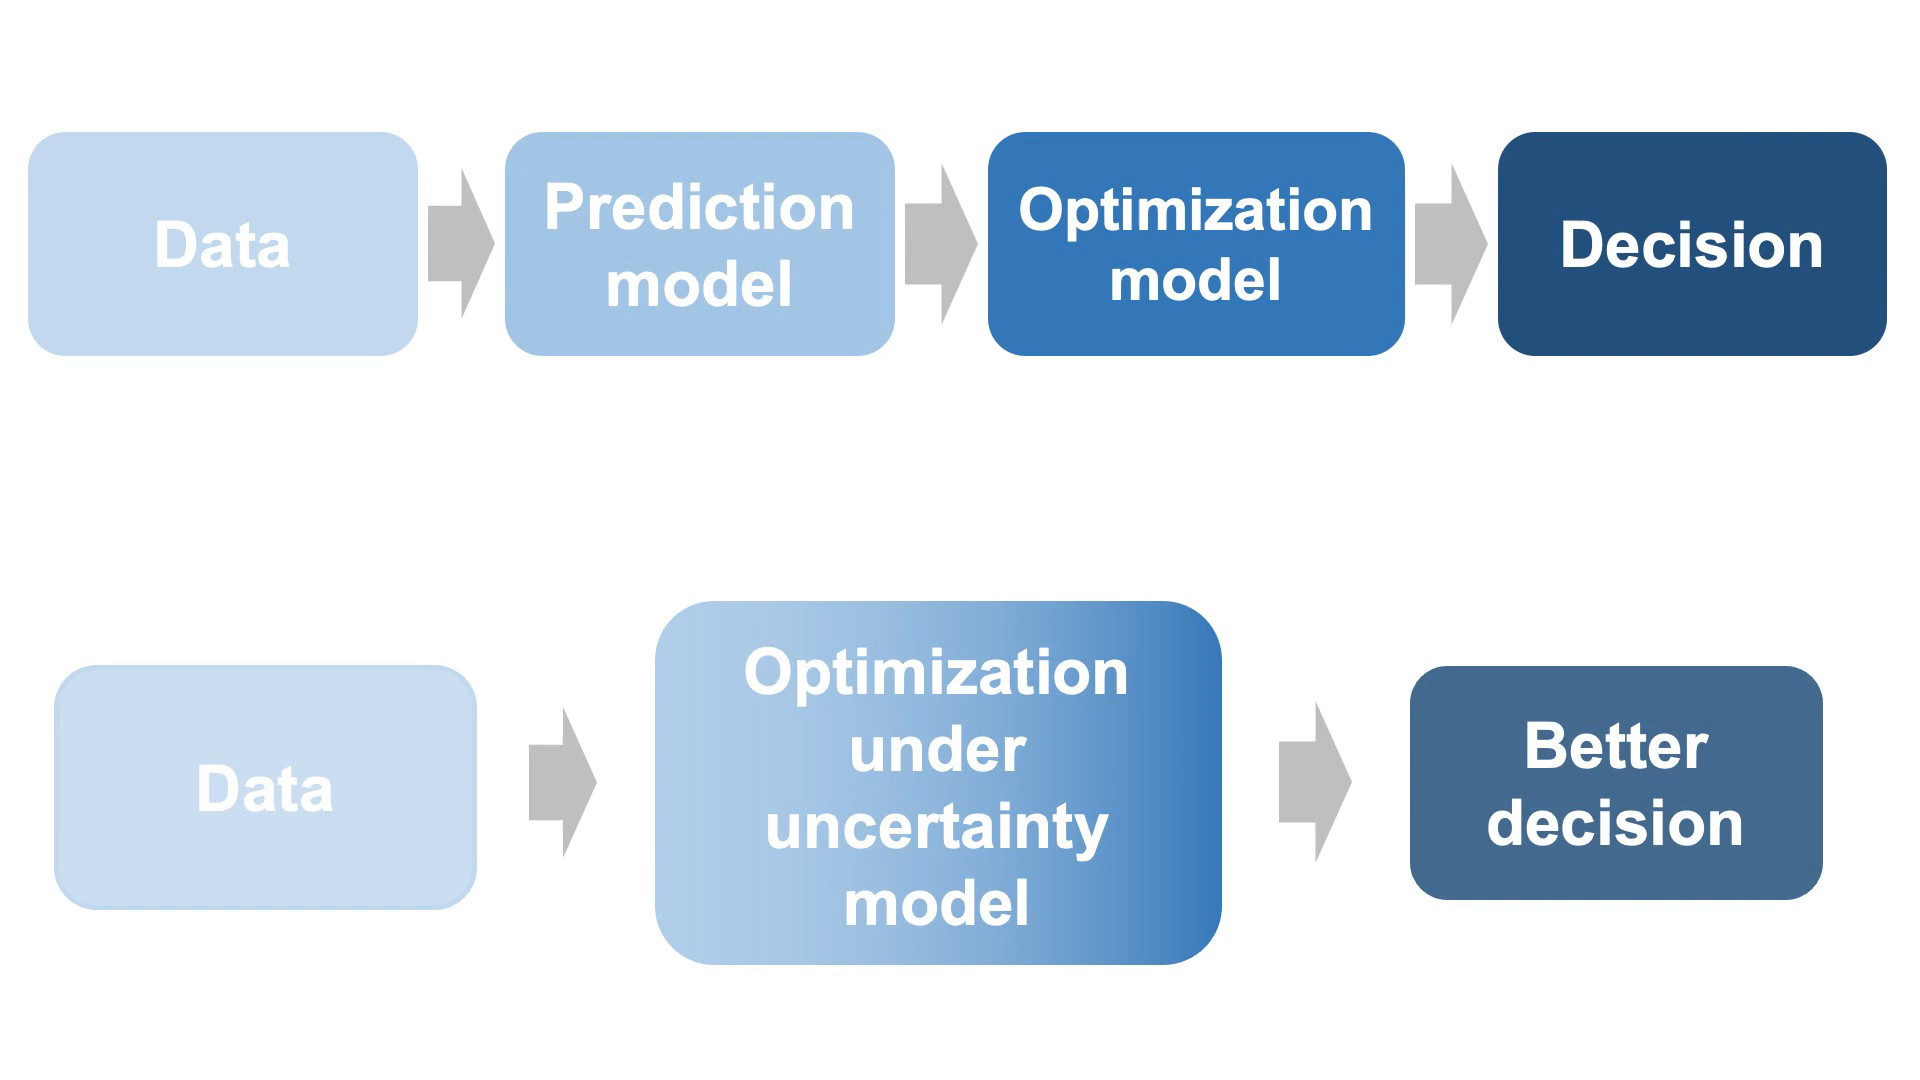 Data
Prediction
model
Optimization
model
Decision
Data
Optimization
under
uncertainty
model
Better
decision